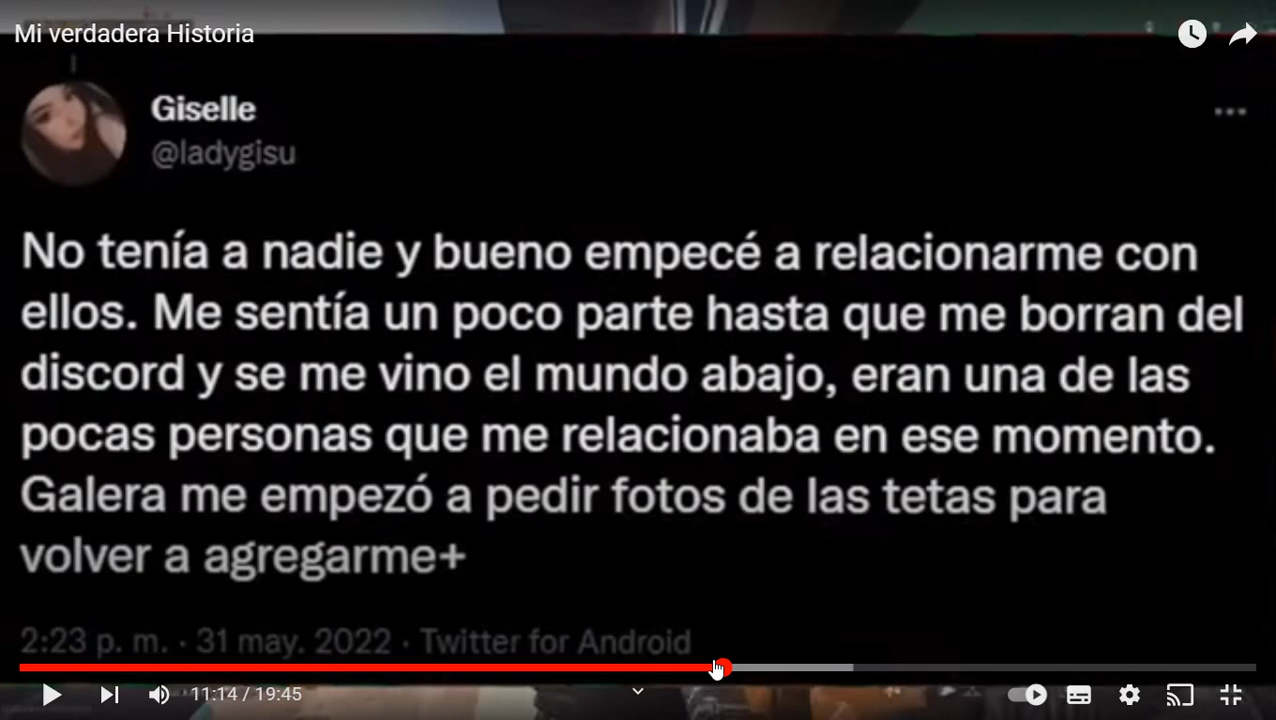 Mi verdadera Historia
Giselle
@ladygisu
No tenía a nadie y bueno empecé a relacionarme con
ellos. Me sentía un poco parte hasta que me borran del
discord y se me vino el mundo abajo, eran una de las
pocas personas que me relacionaba en ese momento.
Galera me empezó a pedir fotos de las tetas para
volver a agregarme+
2:23 p. m. · 31 may. 2022 · Twitter for Android
11:14 / 19:45